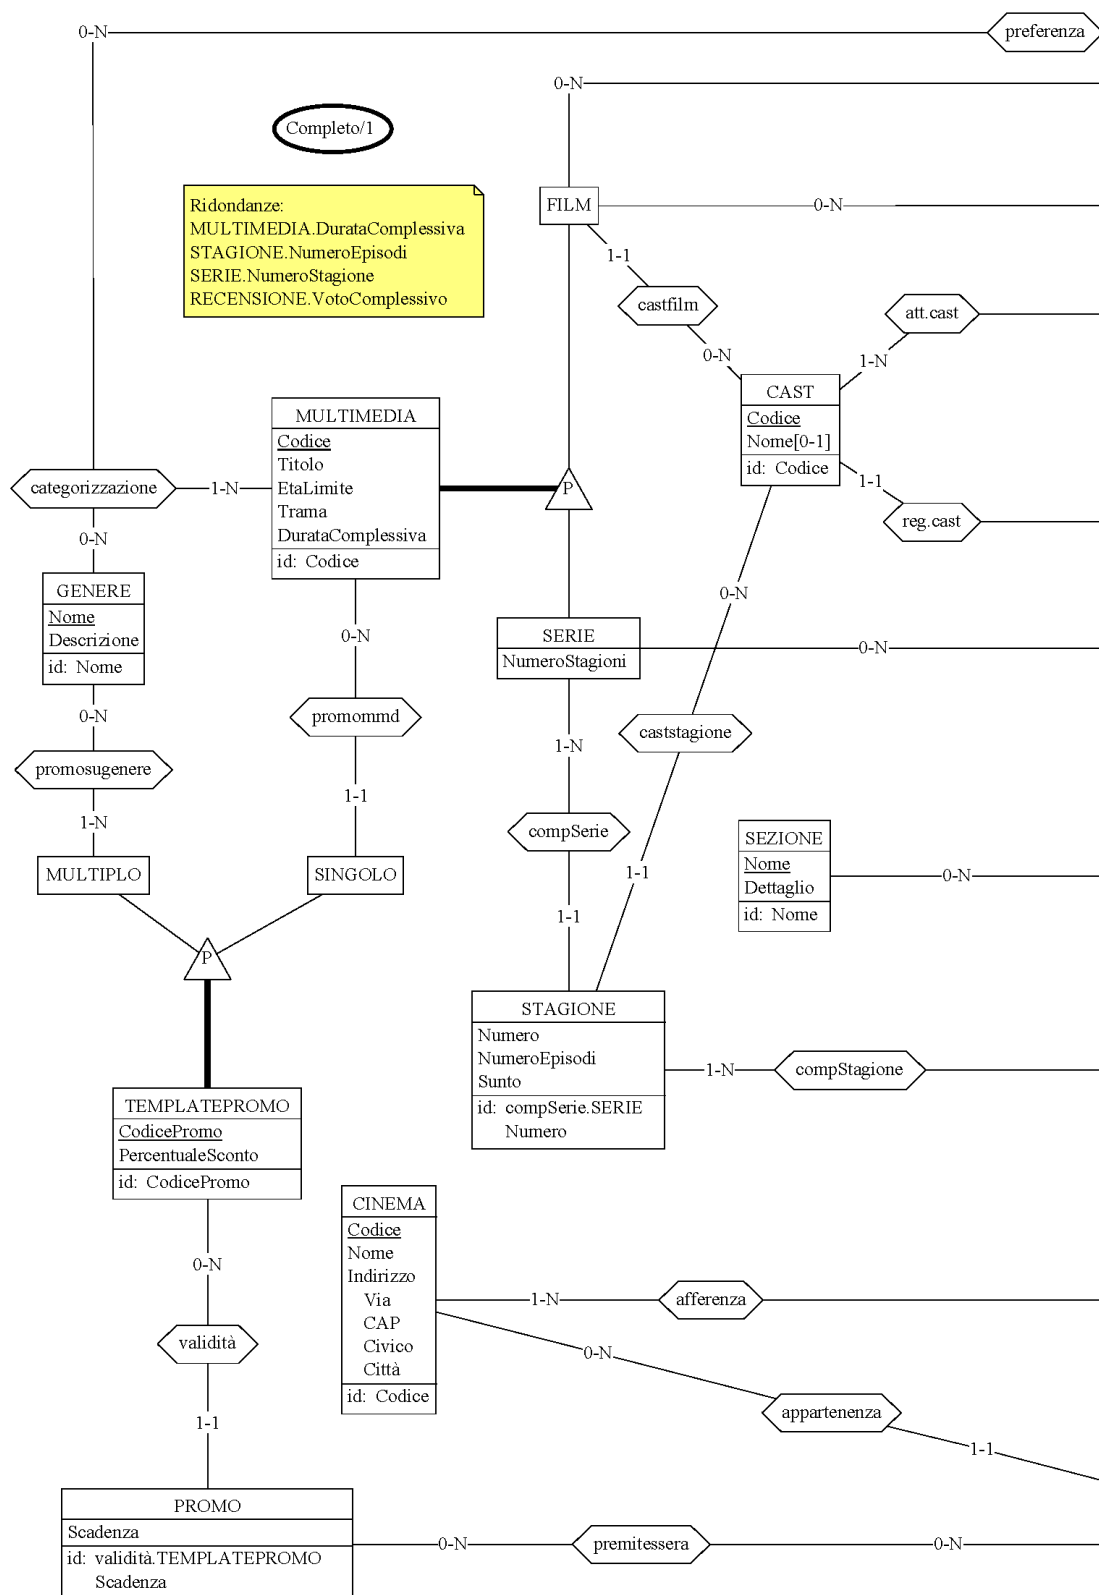 0-N
preferenza
0-N
Completo/1
Ridondanze:
MULTIMEDIA.DurataComplessiva
STAGIONE.NumeroEpisodi
SERIE.NumeroStagione
RECENSIONE.VotoComplessivo
FILM
0-N
1-1
castfilm
att.cast
0-N
1-N
CAST
Codice
Nome[0-1]
id: Codice
MULTIMEDIA
Codice
Titolo
EtaLimite
Trama
DurataComplessiva
id: Codice
P
categorizzazione
1-N
1-1
reg.cast
0-N
GENERE
Nome
Descrizione
id: Nome
0-N
0-N
SERIE
NumeroStagioni
0-N
0-N
promommd
caststagione
1-N
promosugenere
1-1
1-N
compSerie
SEZIONE
Nome
Dettaglio
id: Nome
0-N
MULTIPLO
SINGOLO
1-1
1-1
P
STAGIONE
Numero
NumeroEpisodi
Sunto
id: compSerie.SERIE
Numero
1-N
compStagione
TEMPLATEPROMO
CodicePromo
PercentualeSconto
id: CodicePromo
CINEMA
Codice
Nome
Indirizzo
Via
CAP
Civico
Città
id: Codice
0-N
1-N
afferenza
validità
0-N
appartenenza
1-1
1-1
PROMO
Scadenza
id: validità.TEMPLATEPROMO
Scadenza
0-N
premitessera
0-N